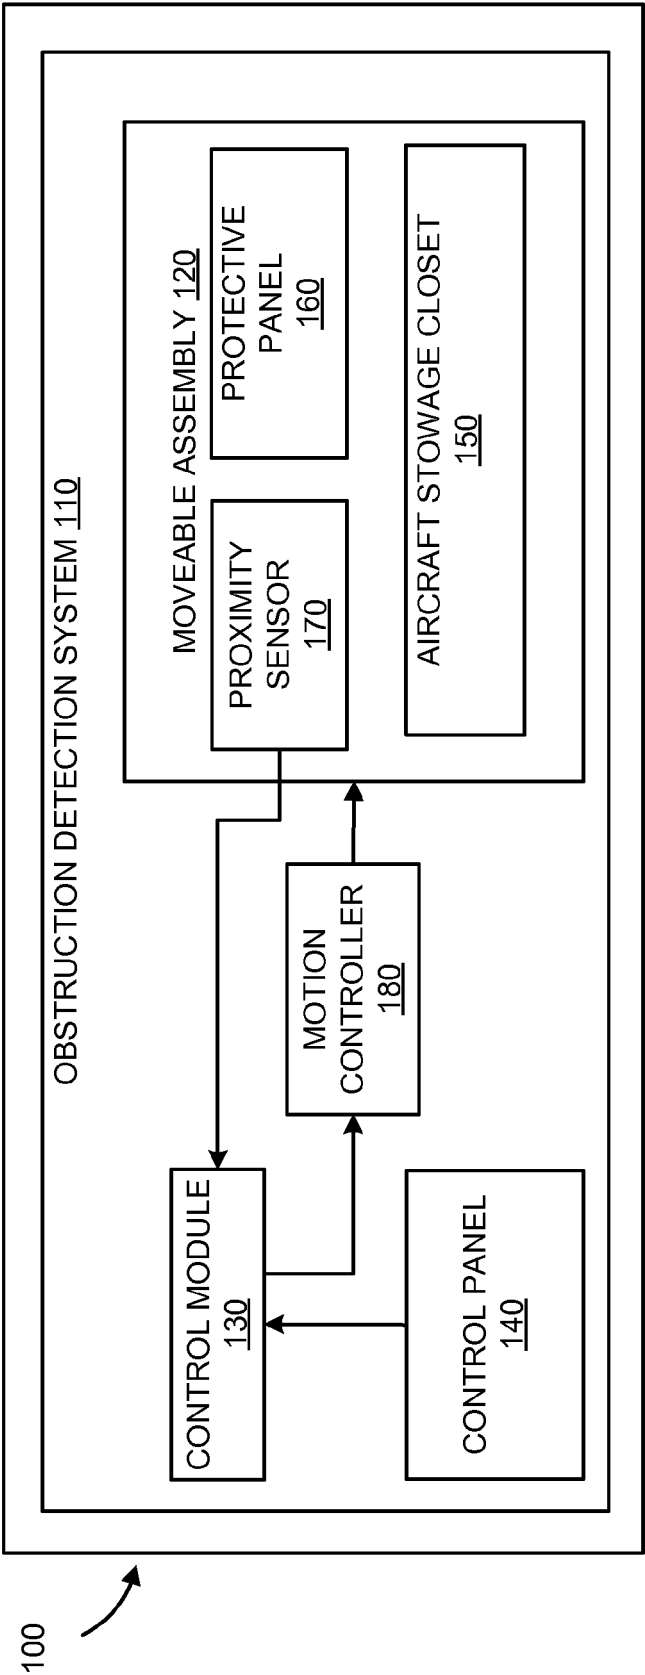 100
OBSTRUCTION DETECTION SYSTEM 110
CONTROL MODULE
130
CONTROL PANEL
140
MOTION
CONTROLLER
180
MOVEABLE ASSEMBLY 120
PROXIMITY
SENSOR
170
PROTECTIVE
PANEL
160
AIRCRAFT STOWAGE CLOSET
150